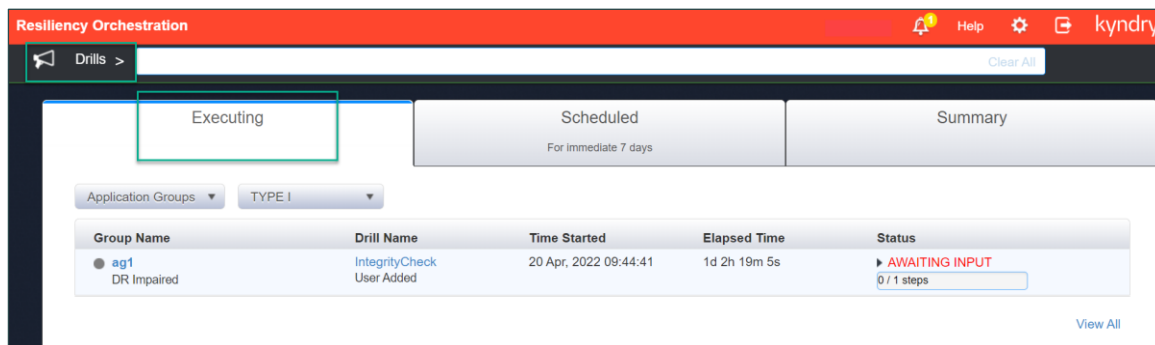 Resiliency Orchestration
1
Help
kyndry
Drills >
Clear All
Executing
Scheduled
Summary
For immediate 7 days
Application Groups
TYPE I
Group Name Drill Name Time Started Elapsed Time Status
ag1 IntegrityCheck 20 Apr, 2022 09:44:41 1d 2h 19m 5s AWAITING INPUT
DR Impaired User Added 0 / 1 steps
View All